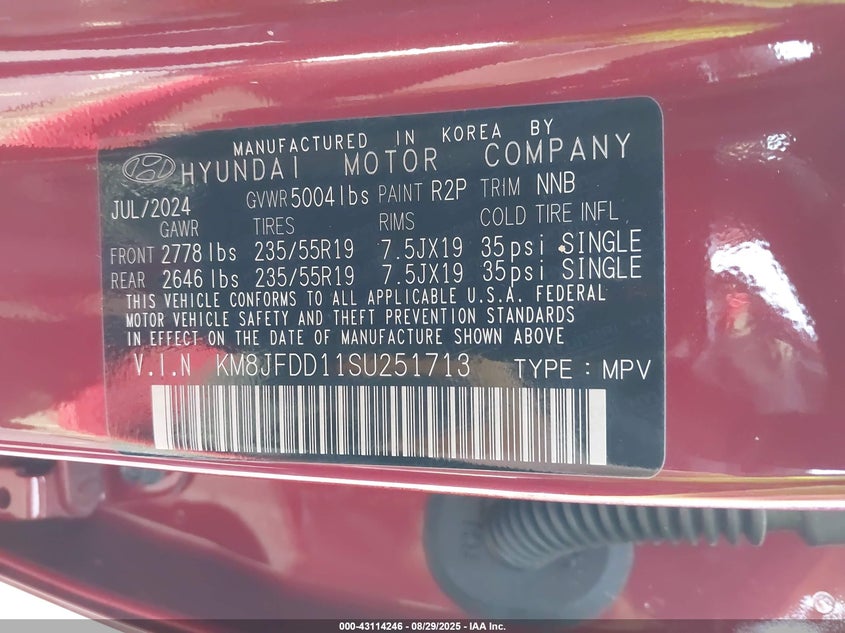 MANUFACTURED IN KOREA BY
HYUNDAI MOTOR COMPANY
JUL/2024 GVWR 5004 lbs PAINT R2P TRIM NNB
GAWR TIRES RIMS COLD TIRE INFL
FRONT 2778 lbs 235/55R19 7.5JX19 35psi SINGLE
REAR 2646 lbs 235/55R19 7.5JX19 35psi SINGLE
THIS VEHICLE CONFORMS TO ALL APPLICABLE U.S.A. FEDERAL
MOTOR VEHICLE SAFETY AND THEFT PREVENTION STANDARDS
IN EFFECT ON THE DATE OF MANUFACTURE SHOWN ABOVE
V.I.N KM8JFDD11SU251713 TYPE : MPV
000-43114246 - 08/29/2025 - IAA Inc.